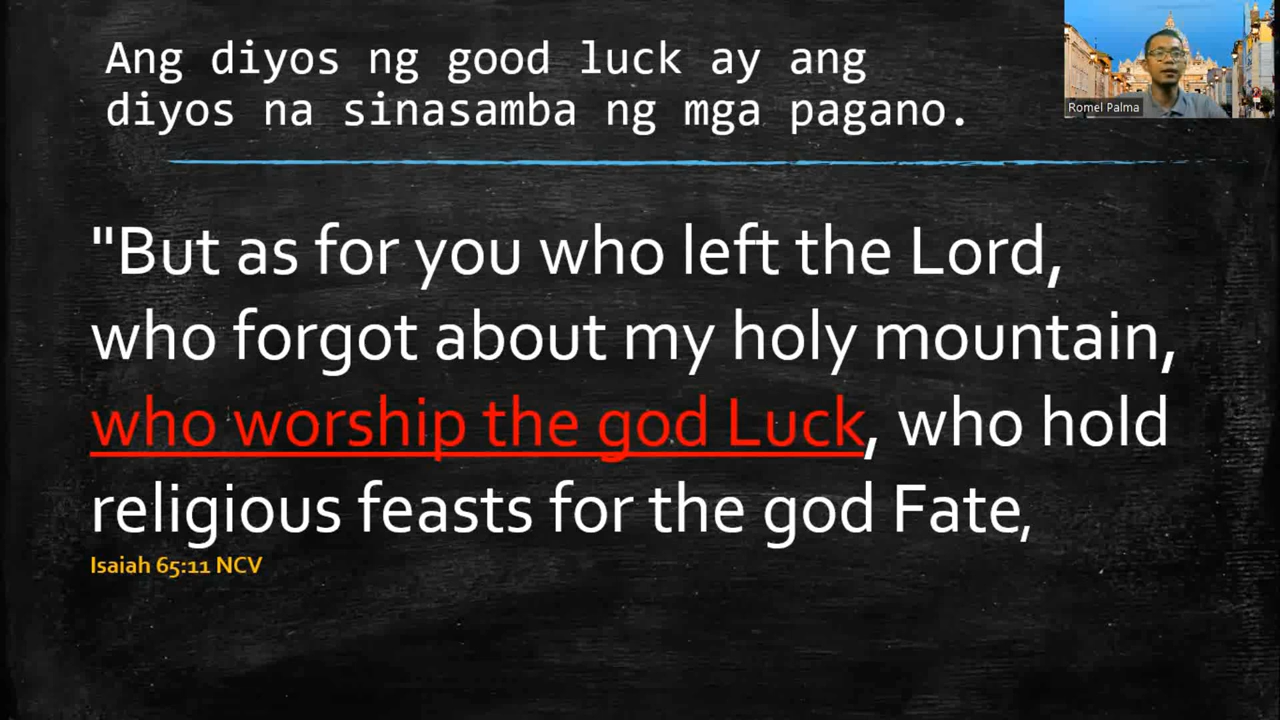 Ang diyos ng good luck ay ang
diyos na sinasamba ng mga pagano.
Romel Palma
"But as for you who left the Lord,
who forgot about my holy mountain,
who worship the god Luck, who hold
religious feasts for the god Fate,
Isaiah 65:11 NCV